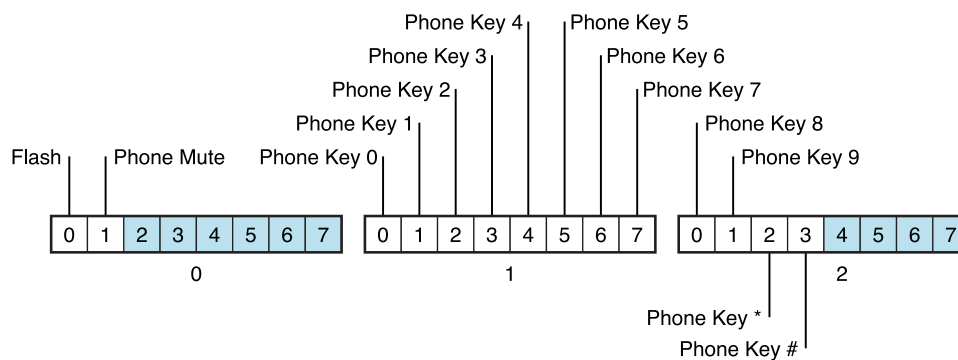 Phone Key 4 Phone Key 5
Phone Key 3 Phone Key 6
Phone Key 2 Phone Key 7
Phone Key 1 Phone Key 8
Flash Phone Mute Phone Key 0 Phone Key 9
0 1 2 3 4 5 6 7 0 1 2 3 4 5 6 7 0 1 2 3 4 5 6 7
0 1 2
Phone Key *
Phone Key #